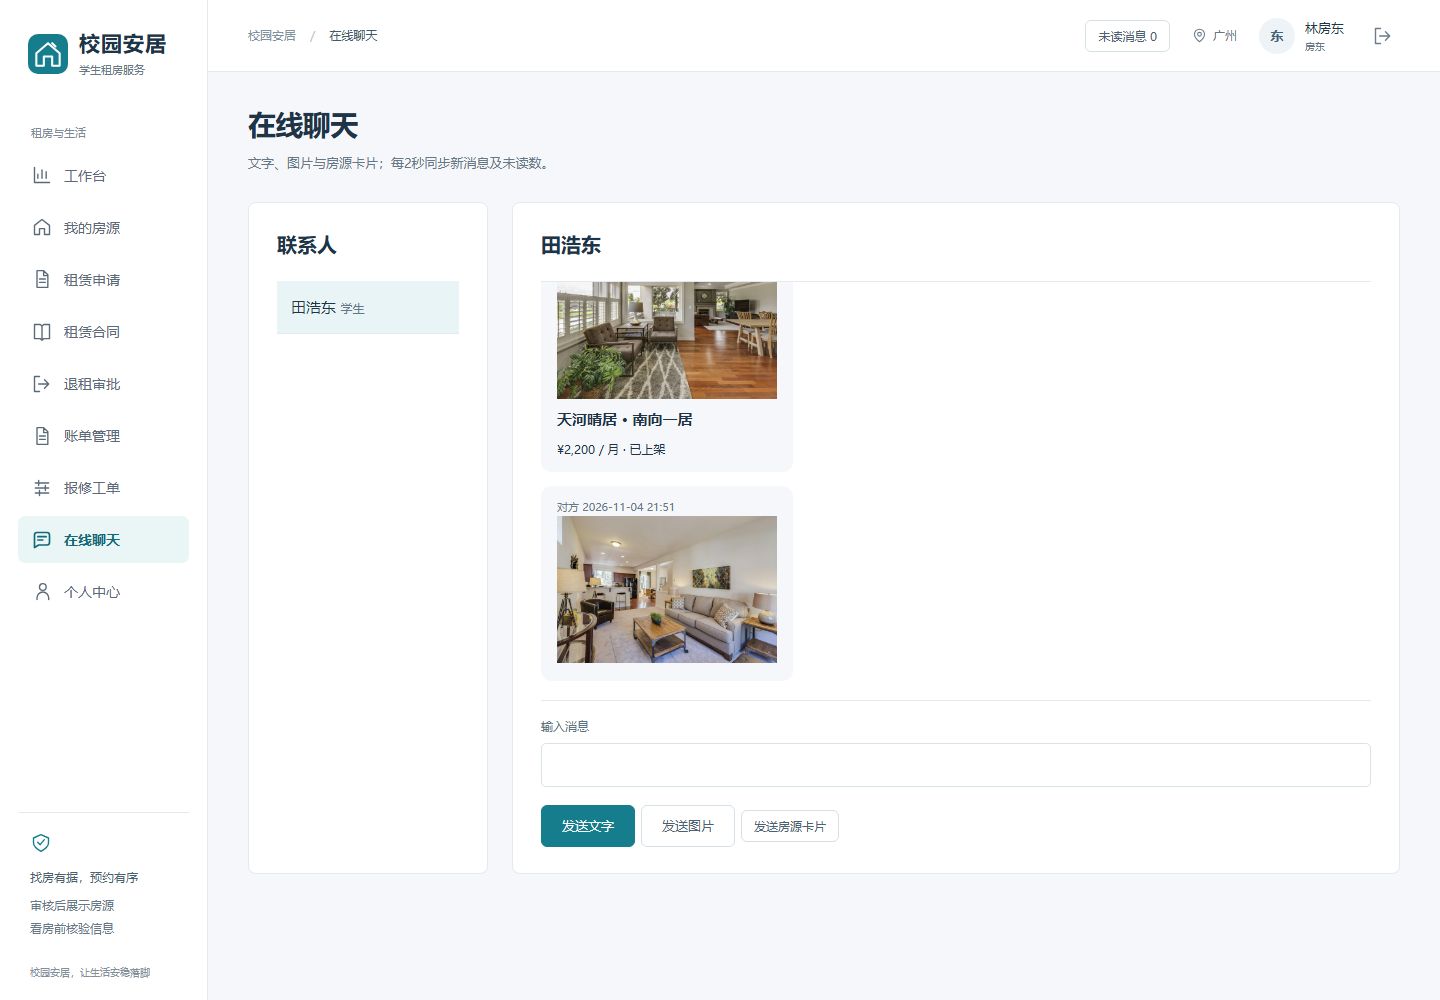 校园安居
学生租房服务
租房与生活
工作台
我的房源
租赁申请
租赁合同
退租审批
账单管理
报修工单
在线聊天
个人中心
找房有据，预约有序
审核后展示房源
看房前核验信息
校园安居，让生活安稳落脚
校园安居 / 在线聊天
未读消息 0
广州
东
林房东
房东
在线聊天
文字、图片与房源卡片；每2秒同步新消息及未读数。
联系人
田浩东 学生
田浩东
天河晴居 • 南向一居
¥2,200 / 月 · 已上架
对方 2026-11-04 21:51
输入消息
发送文字
发送图片
发送房源卡片